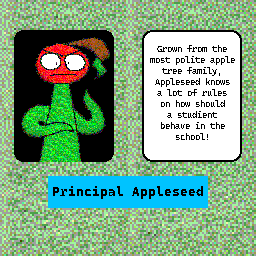 Grown from the
most polite apple
tree family,
Appleseed knows
a lot of rules
on how should
a studient
behave in the
school!
Principal Appleseed